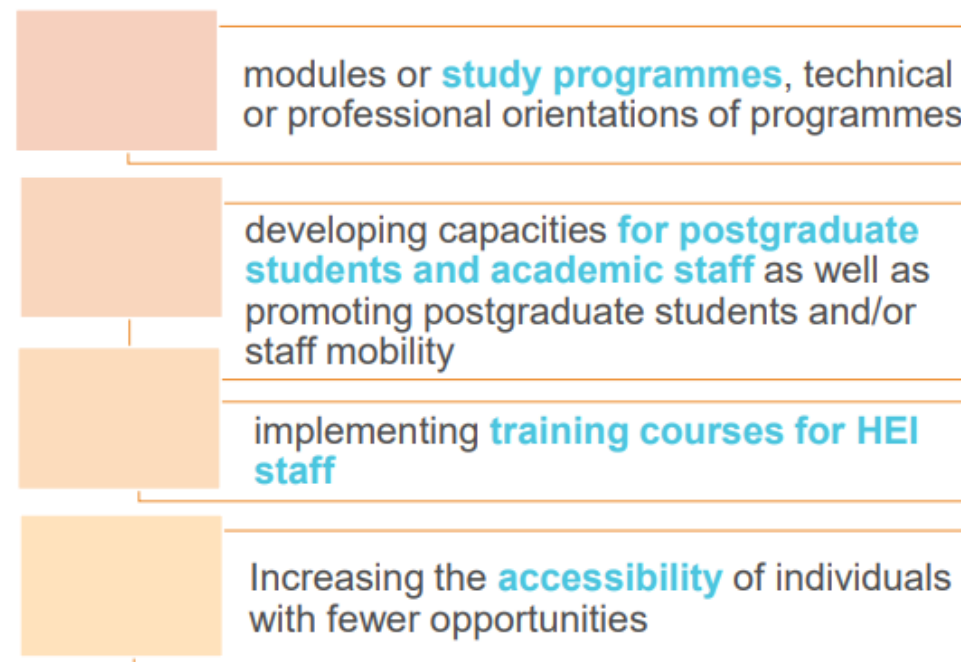 modules or study programmes, technical
or professional orientations of programmes
developing capacities for postgraduate
students and academic staff as well as
promoting postgraduate students and/or
staff mobility
implementing training courses for HEI
staff
Increasing the accessibility of individuals
with fewer opportunities